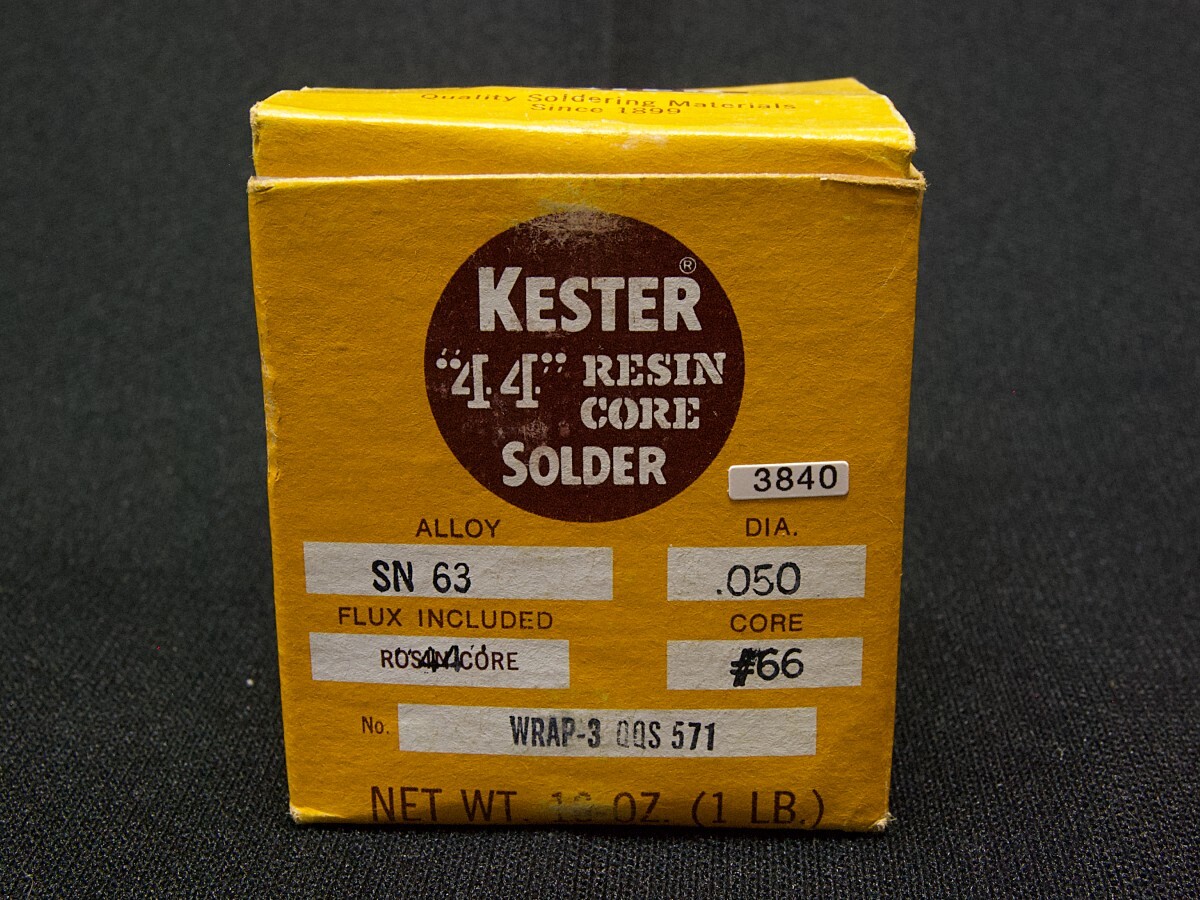 Quality Soldering Materials
Since 1899
KESTER®
"44" RESIN
CORE
SOLDER
3840
ALLOY DIA.
SN 63 .050
FLUX INCLUDED CORE
ROSIN CORE "44" #66
No. WRAP-3 QQS 571
NET WT. 16 OZ. (1 LB.)